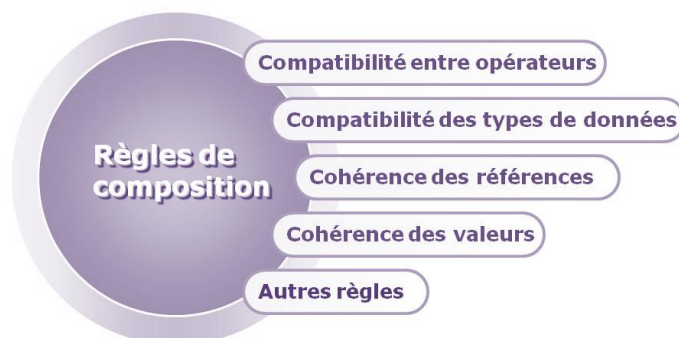 Règles de
composition
Compatibilité entre opérateurs
Compatibilité des types de données
Cohérence des références
Cohérence des valeurs
Autres règles